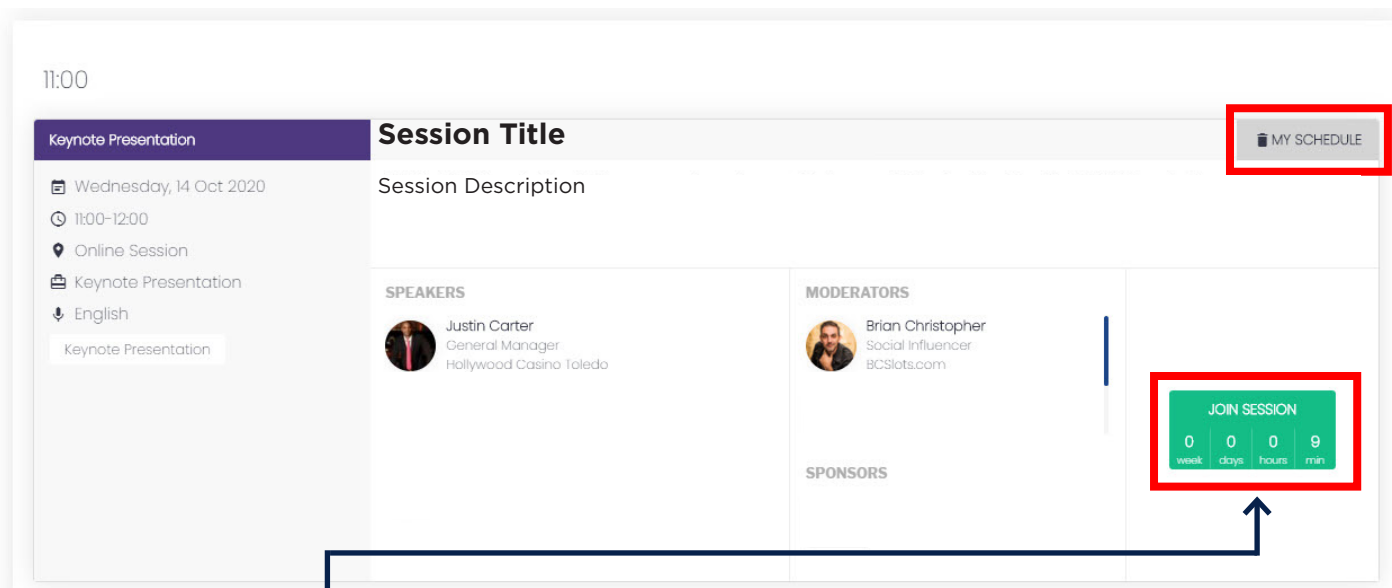 11:00
Keynote Presentation
Session Title
MY SCHEDULE
Wednesday, 14 Oct 2020
11:00-12:00
Online Session
Keynote Presentation
English
Keynote Presentation
Session Description
SPEAKERS
Justin Carter
General Manager
Hollywood Casino Toledo
MODERATORS
Brian Christopher
Social Influencer
BCSlots.com
SPONSORS
JOIN SESSION
0 0 0 9
week days hours min